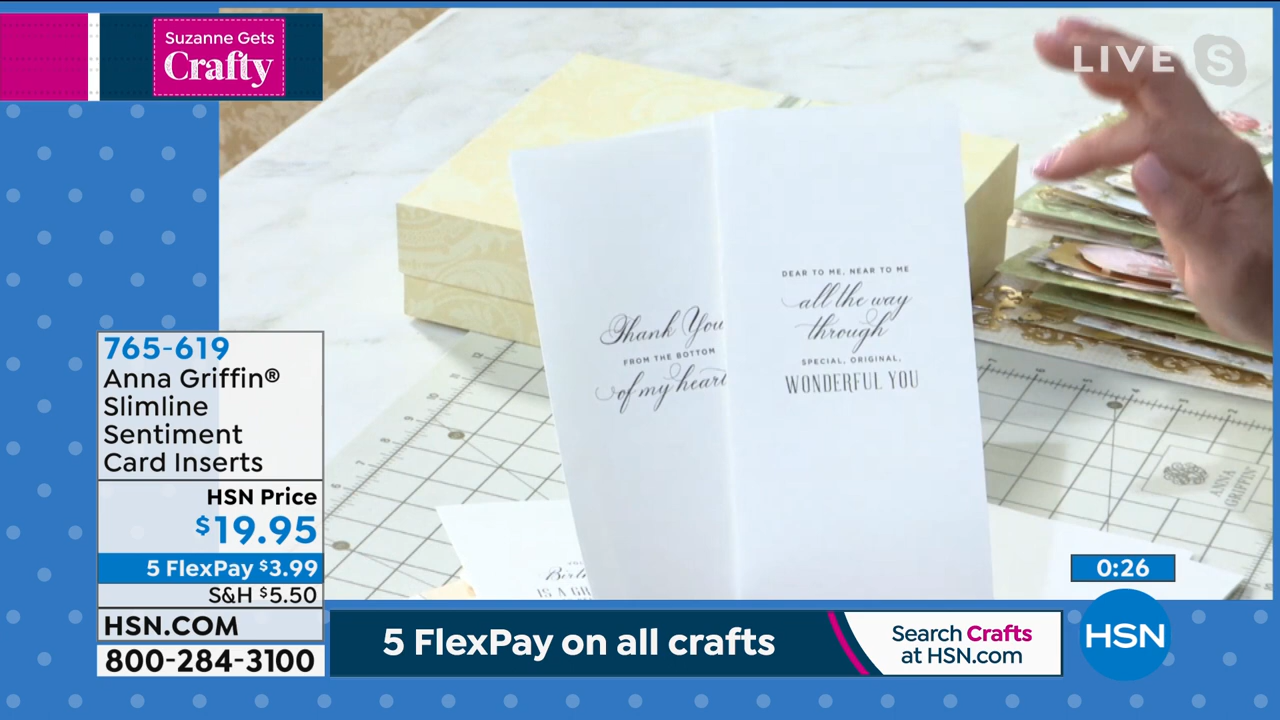 Suzanne Gets
Crafty
LIVE S
Thank You
FROM THE BOTTOM
of my heart
DEAR TO ME, NEAR TO ME
all the way
through
SPECIAL, ORIGINAL,
WONDERFUL YOU
IS A
ANNA
GRIFFIN
765-619
Anna Griffin®
Slimline
Sentiment
Card Inserts
HSN Price
$19.95
5 FlexPay $3.99
S&H $5.50
HSN.COM
800-284-3100
0:26
5 FlexPay on all crafts
Search Crafts
at HSN.com
HSN